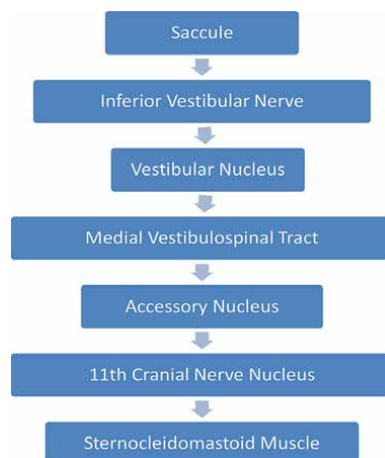 Saccule
Inferior Vestibular Nerve
Vestibular Nucleus
Medial Vestibulospinal Tract
Accessory Nucleus
11th Cranial Nerve Nucleus
Sternocleidomastoid Muscle